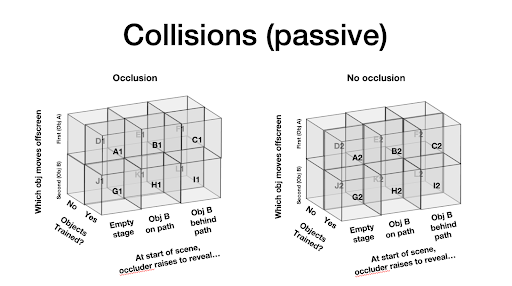 Collisions (passive)
Occlusion
Which obj moves offscreen
First (Obj A)
Second (Obj B)
D1
E1
F1
A1
B1
C1
J1
K1
L1
G1
H1
I1
No
Yes
Objects
Trained?
Empty
stage
Obj B
on path
Obj B
behind
path
At start of scene,
occluder raises to reveal…
No occlusion
Which obj moves offscreen
First (Obj A)
Second (Obj B)
D2
E2
F2
A2
B2
C2
J2
K2
L2
G2
H2
I2
No
Yes
Objects
Trained?
Empty
stage
Obj B
on path
Obj B
behind
path
At start of scene,
occluder raises to reveal…